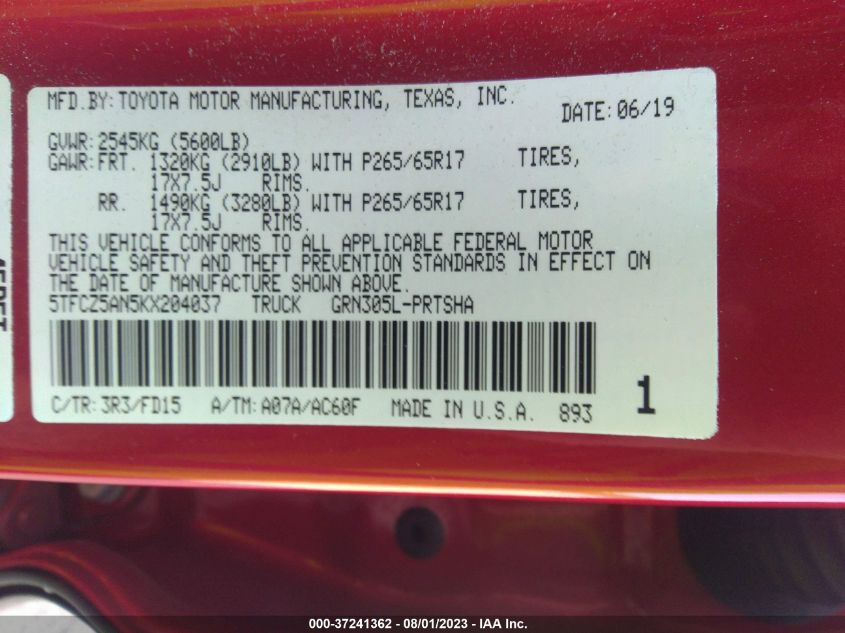 MFD.BY:TOYOTA MOTOR MANUFACTURING, TEXAS, INC. DATE:06/19
GVWR:2545KG (5600LB)
GAWR:FRT. 1320KG (2910LB) WITH P265/65R17 TIRES,
17X7.5J RIMS.
RR. 1490KG (3280LB) WITH P265/65R17 TIRES,
17X7.5J RIMS.
THIS VEHICLE CONFORMS TO ALL APPLICABLE FEDERAL MOTOR
VEHICLE SAFETY AND THEFT PREVENTION STANDARDS IN EFFECT ON
THE DATE OF MANUFACTURE SHOWN ABOVE.
5TFCZ5AN5KX204037 TRUCK GRN305L-PRTSHA
C/TR:3R3/FD15 A/TM:A07A/AC60F MADE IN U.S.A. 893 1
000-37241362 - 08/01/2023 - IAA Inc.